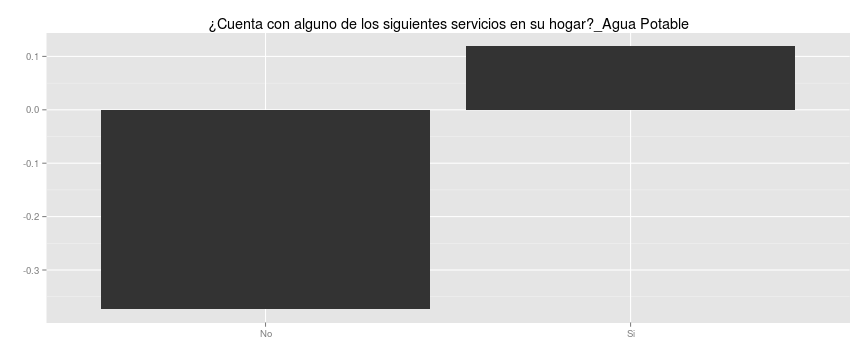 ¿Cuenta con alguno de los siguientes servicios en su hogar?_Agua Potable
0.1
0.0
-0.1
-0.2
-0.3
No
Si